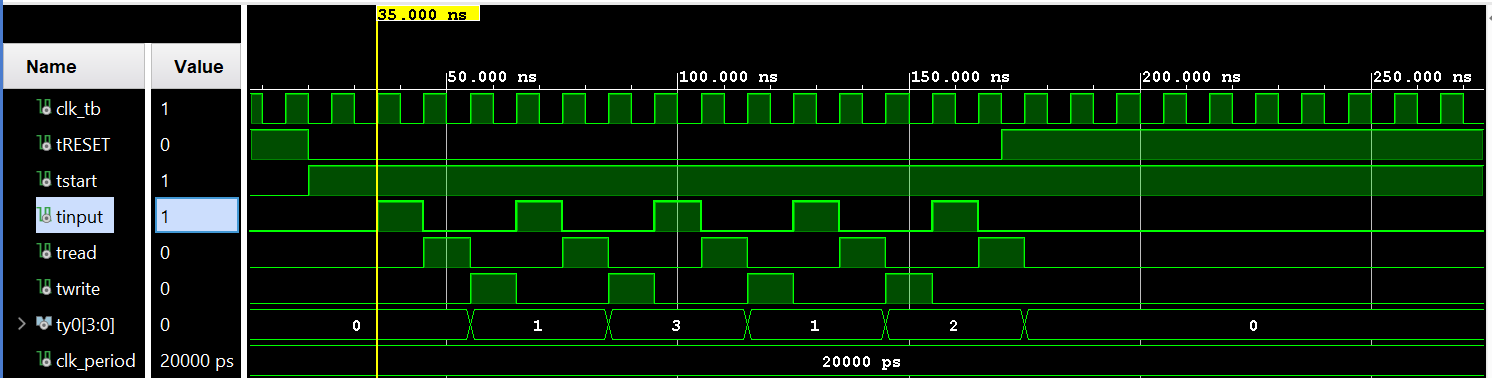 35.000 ns
Name Value 50.000 ns 100.000 ns 150.000 ns 200.000 ns 250.000 ns
clk_tb 1
tRESET 0
tstart 1
tinput 1
tread 0
twrite 0
ty0[3:0] 0 0 1 3 1 2 0
clk_period 20000 ps 20000 ps